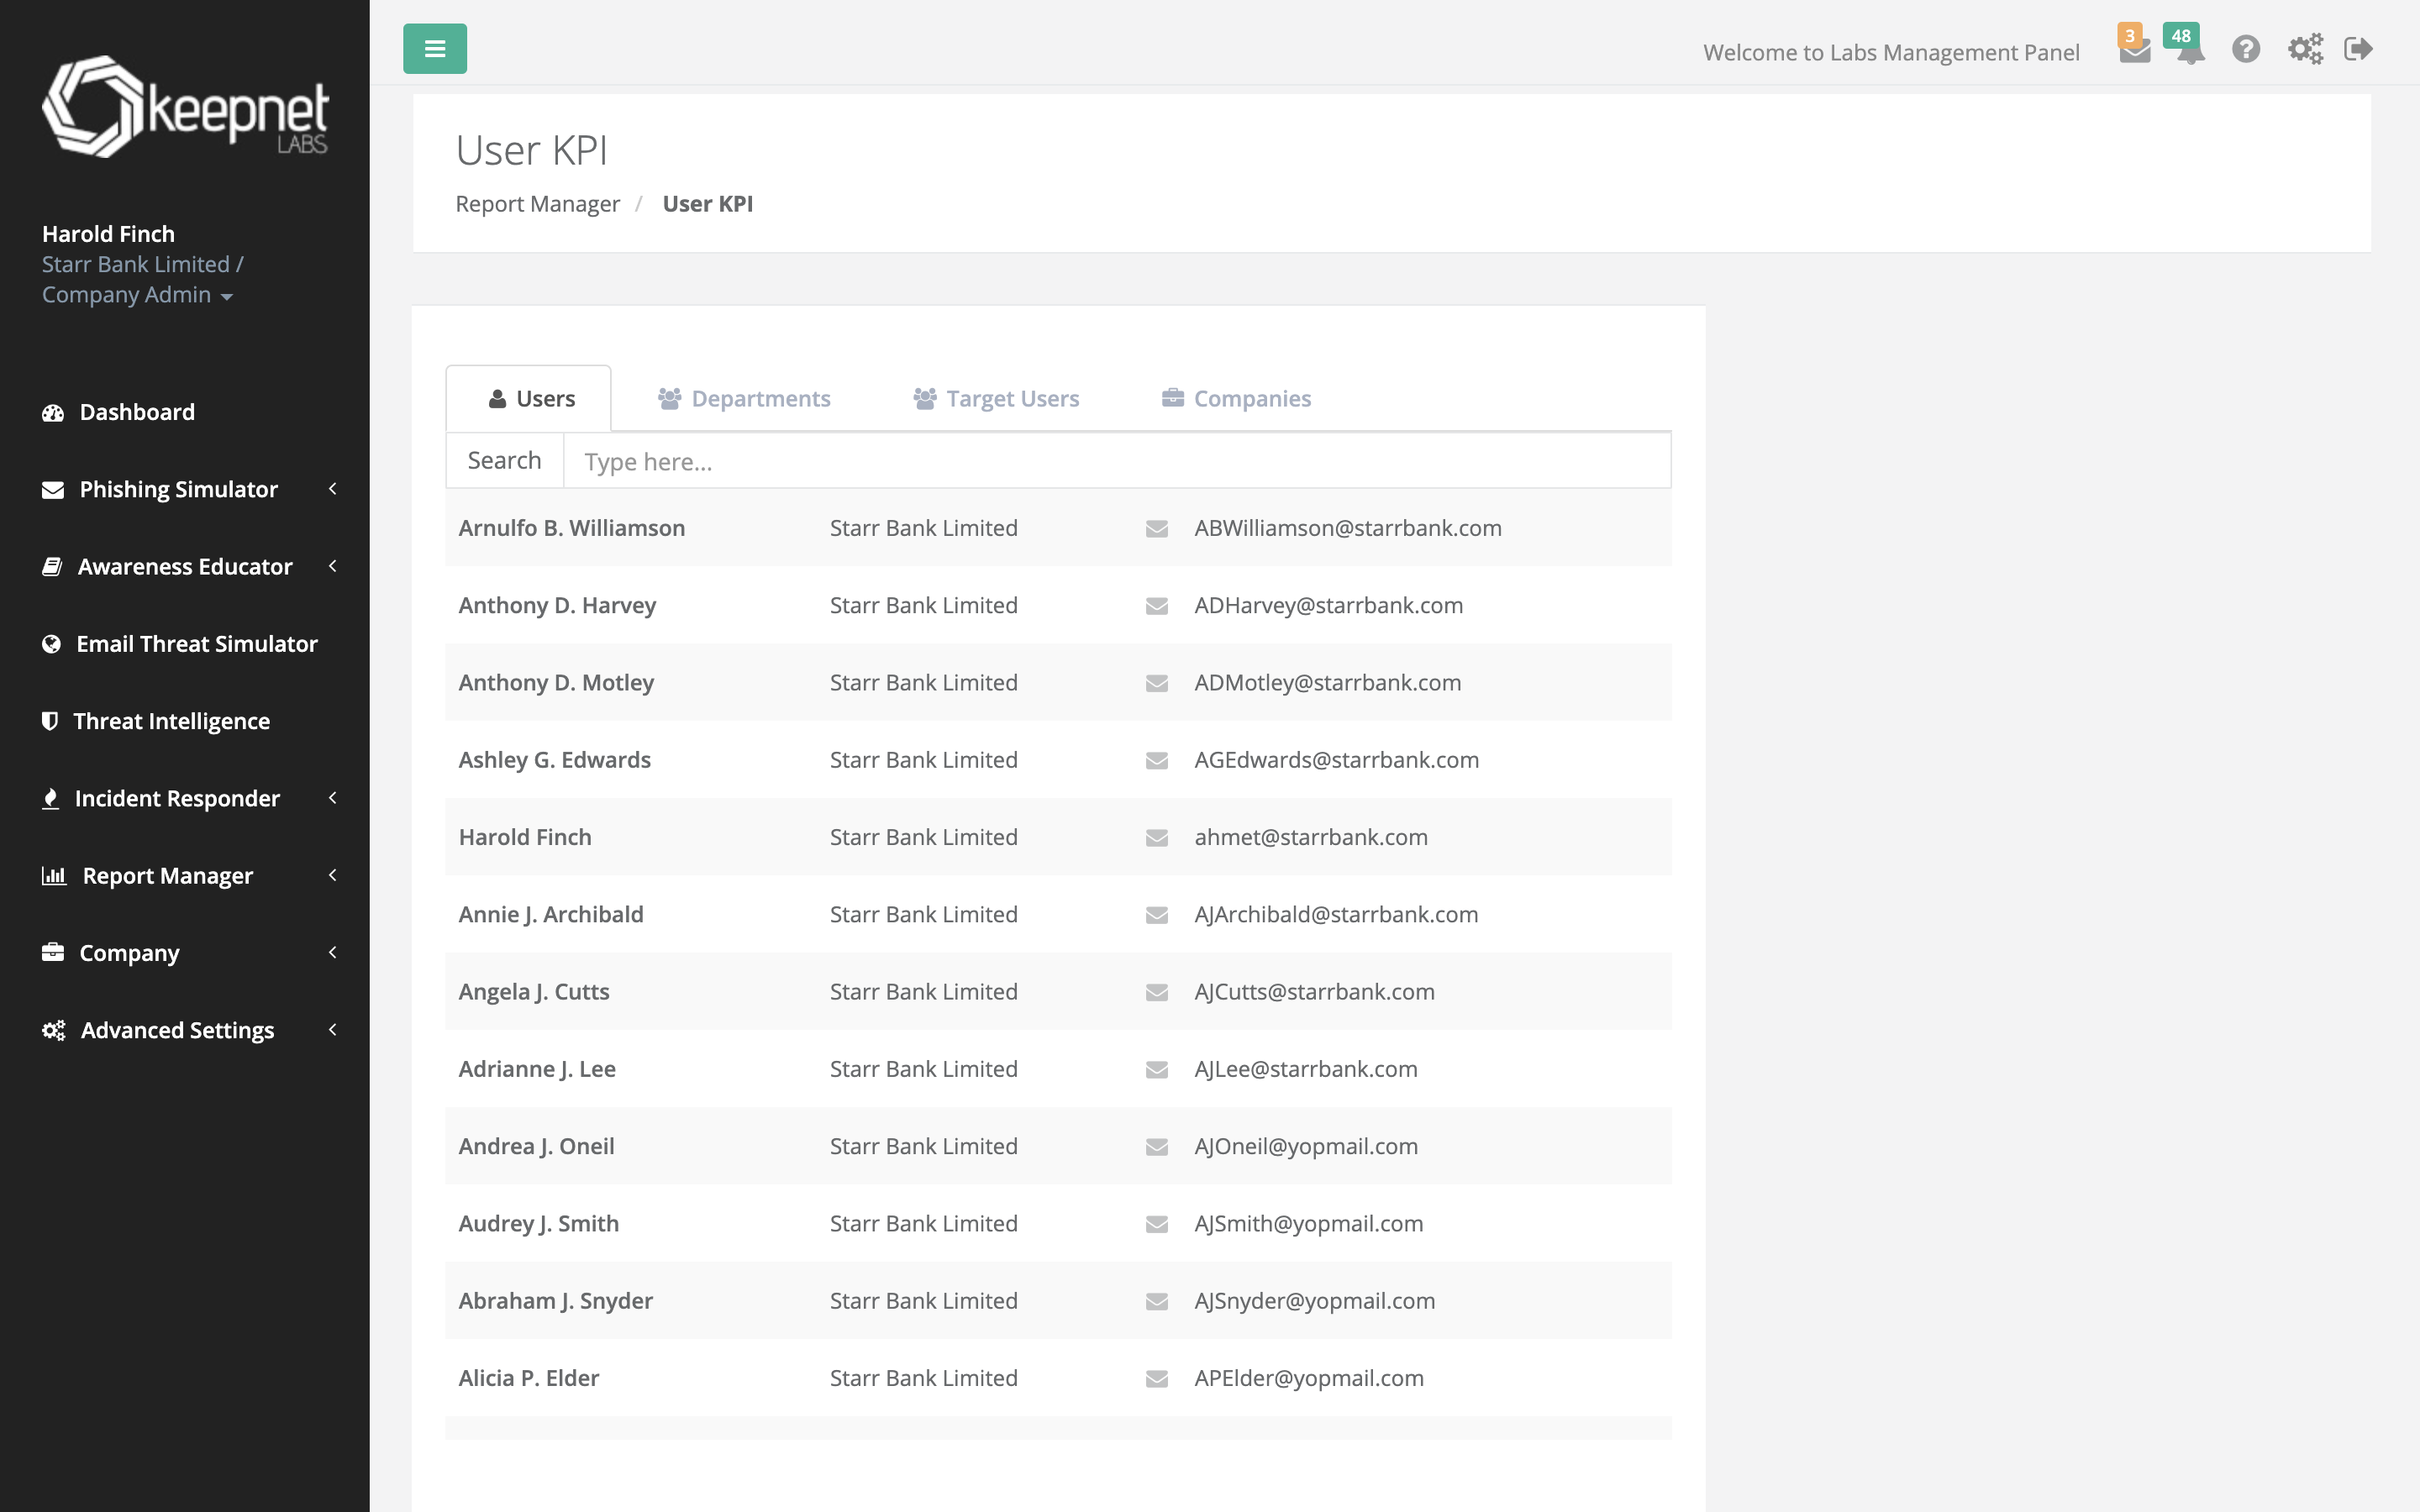 keepnet
LABS
Harold Finch
Starr Bank Limited /
Company Admin
Dashboard
Phishing Simulator
Awareness Educator
Email Threat Simulator
Threat Intelligence
Incident Responder
Report Manager
Company
Advanced Settings
Welcome to Labs Management Panel
3
48
User KPI
Report Manager / User KPI
Users Departments Target Users Companies
Search Type here...
Arnulfo B. Williamson Starr Bank Limited ABWilliamson@starrbank.com
Anthony D. Harvey Starr Bank Limited ADHarvey@starrbank.com
Anthony D. Motley Starr Bank Limited ADMotley@starrbank.com
Ashley G. Edwards Starr Bank Limited AGEdwards@starrbank.com
Harold Finch Starr Bank Limited ahmet@starrbank.com
Annie J. Archibald Starr Bank Limited AJArchibald@starrbank.com
Angela J. Cutts Starr Bank Limited AJCutts@starrbank.com
Adrianne J. Lee Starr Bank Limited AJLee@starrbank.com
Andrea J. Oneil Starr Bank Limited AJOneil@yopmail.com
Audrey J. Smith Starr Bank Limited AJSmith@yopmail.com
Abraham J. Snyder Starr Bank Limited AJSnyder@yopmail.com
Alicia P. Elder Starr Bank Limited APElder@yopmail.com